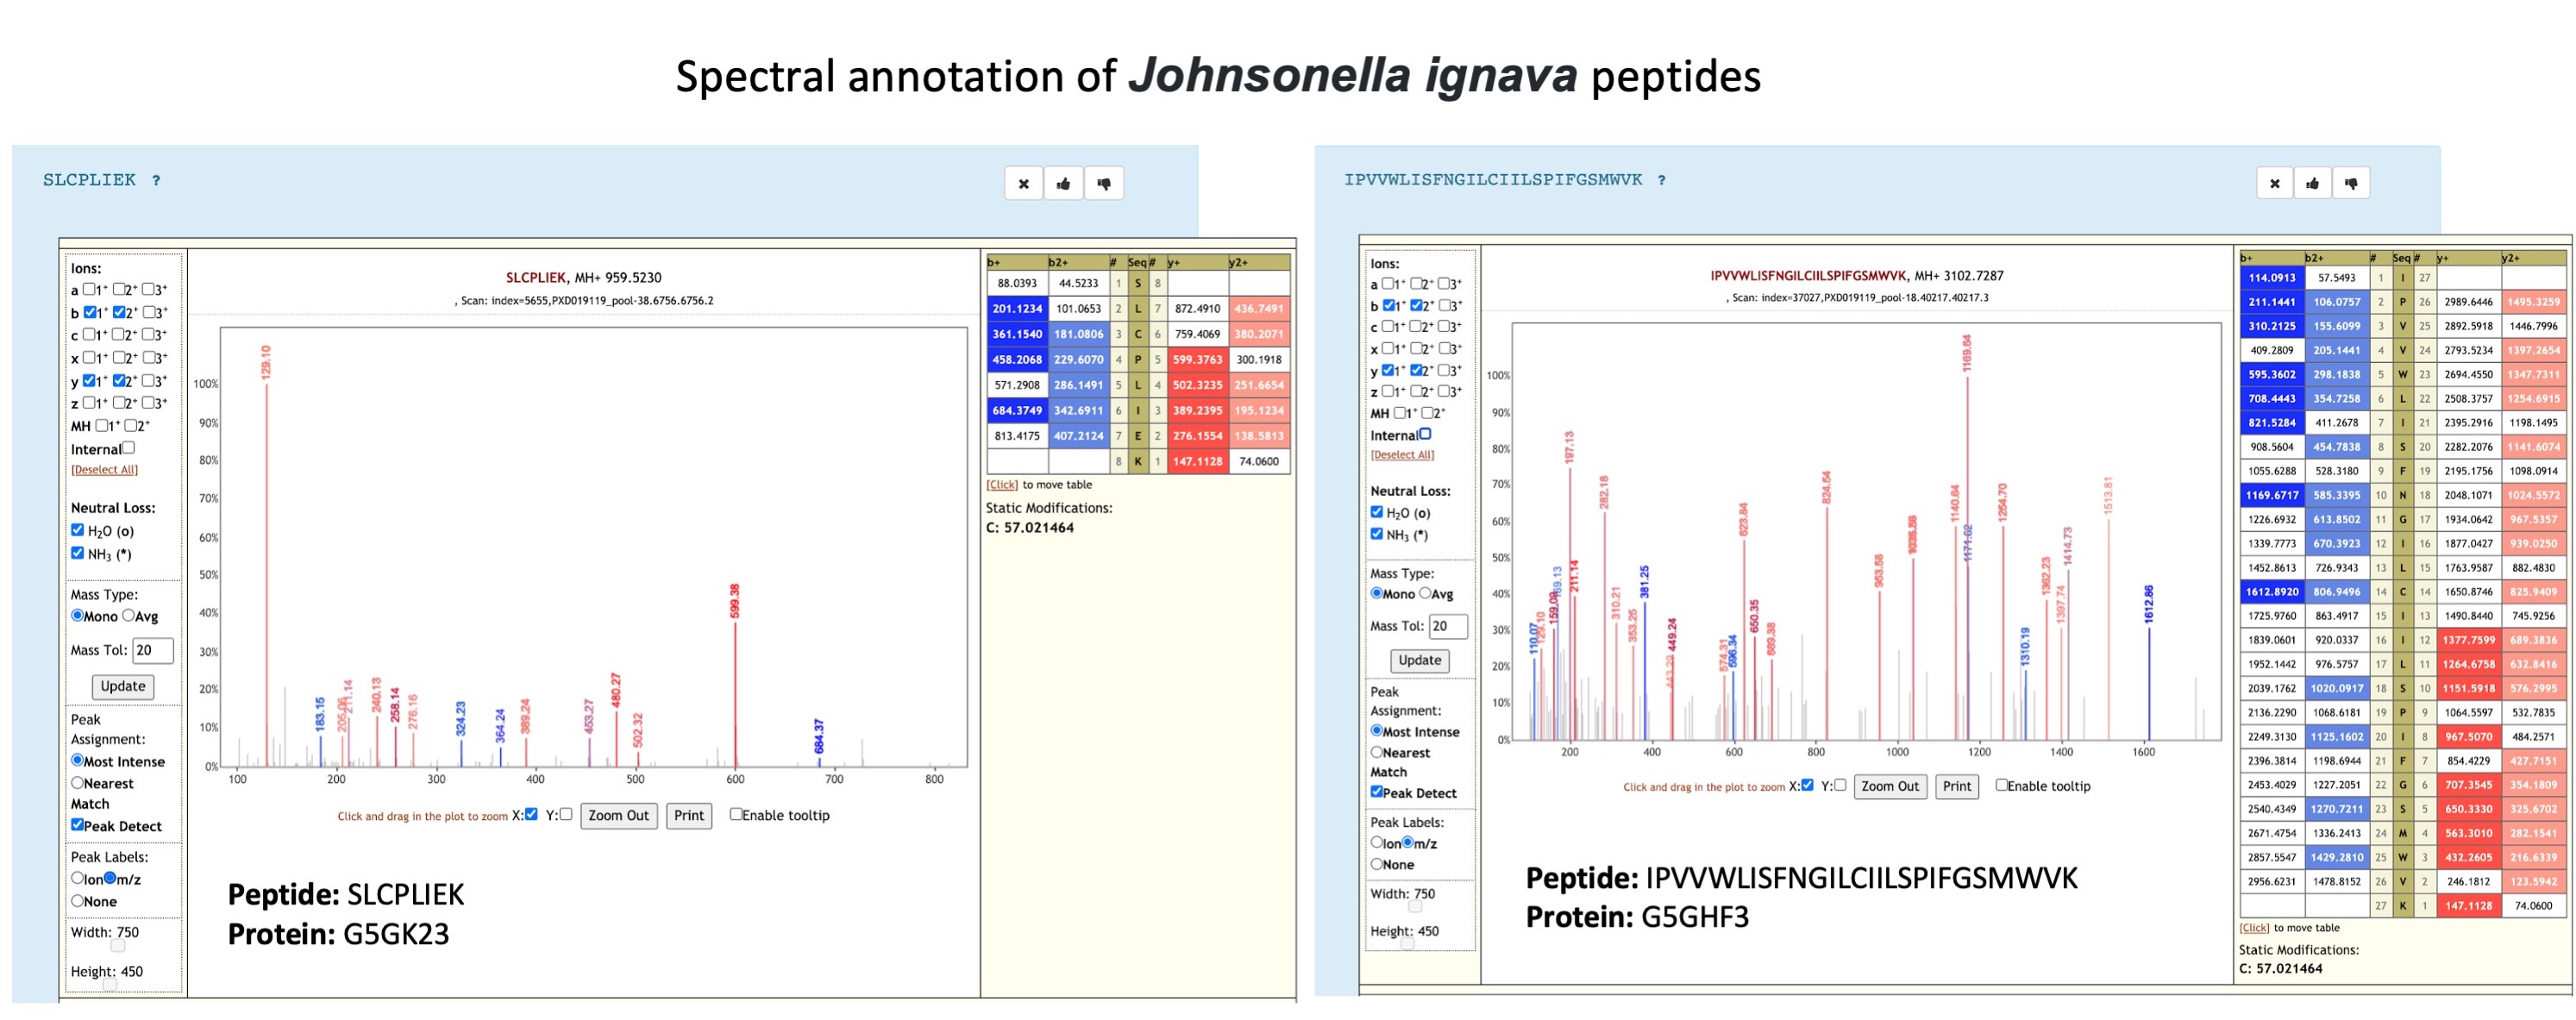 Spectral annotation of Johnsonella ignava peptides
SLCPLIEK ?
Ions:
a 1+ 2+ 3+
b 1+ 2+ 3+
c 1+ 2+ 3+
x 1+ 2+ 3+
y 1+ 2+ 3+
z 1+ 2+ 3+
MH 1+ 2+
Internal
[Deselect All]
Neutral Loss:
H2O (o)
NH3 (*)
Mass Type:
Mono Avg
Mass Tol: 20
Update
Peak
Assignment:
Most Intense
Nearest
Match
Peak Detect
Peak Labels:
Ion m/z
None
Width: 750
Height: 450
SLCPLIEK, MH+ 959.5230
, Scan: index=5655,PXD019119_pool-38.6756.6756.2
100%
90%
80%
70%
60%
50%
40%
30%
20%
10%
0%
129.10
183.15
211.14
240.13
258.14
276.16
324.23
364.24
389.24
453.27
480.27
502.32
599.38
684.37
100 200 300 400 500 600 700 800
Click and drag in the plot to zoom X: Y: Zoom Out Print Enable tooltip
b+ b2+ # Seq # y+ y2+
88.0393 44.5233 1 S 8
201.1234 101.0653 2 L 7 872.4910 436.7491
361.1540 181.0806 3 C 6 759.4069 380.2071
458.2068 229.6070 4 P 5 599.3763 300.1918
571.2908 286.1491 5 L 4 502.3235 251.6654
684.3749 342.6911 6 I 3 389.2395 195.1234
813.4175 407.2124 7 E 2 276.1554 138.5813
8 K 1 147.1128 74.0600
[Click] to move table
Static Modifications:
C: 57.021464
Peptide: SLCPLIEK
Protein: G5GK23
IPVVWLISFNGILCIILSPIFGSMWVK ?
Ions:
a 1+ 2+ 3+
b 1+ 2+ 3+
c 1+ 2+ 3+
x 1+ 2+ 3+
y 1+ 2+ 3+
z 1+ 2+ 3+
MH 1+ 2+
Internal
[Deselect All]
Neutral Loss:
H2O (o)
NH3 (*)
Mass Type:
Mono Avg
Mass Tol: 20
Update
Peak
Assignment:
Most Intense
Nearest
Match
Peak Detect
Peak Labels:
Ion m/z
None
Width: 750
Height: 450
IPVVWLISFNGILCIILSPIFGSMWVK, MH+ 3102.7287
, Scan: index=37027,PXD019119_pool-18.40217.40217.3
100%
90%
80%
70%
60%
50%
40%
30%
20%
10%
0%
110.07
129.10
159.09
197.13
211.14
282.18
310.21
353.25
381.25
449.24
574.31
596.34
623.84
650.35
689.38
824.64
953.58
1140.64
1169.64
1171.62
1254.70
1310.19
1362.23
1397.74
1414.73
1513.81
1612.86
200 400 600 800 1000 1200 1400 1600
Click and drag in the plot to zoom X: Y: Zoom Out Print Enable tooltip
b+ b2+ # Seq # y+ y2+
114.0913 57.5493 1 I 27
211.1441 106.0757 2 P 26 2989.6446 1495.3259
310.2125 155.6099 3 V 25 2892.5918 1446.7996
409.2809 205.1441 4 V 24 2793.5234 1397.2654
595.3602 298.1838 5 W 23 2694.4550 1347.7311
708.4443 354.7258 6 L 22 2508.3757 1254.6915
821.5284 411.2678 7 I 21 2395.2916 1198.1495
908.5604 454.7838 8 S 20 2282.2076 1141.6074
1055.6288 528.3180 9 F 19 2195.1756 1098.0914
1169.6717 585.3395 10 N 18 2048.1071 1024.5572
1226.6932 613.8502 11 G 17 1934.0642 967.5357
1339.7773 670.3923 12 I 16 1877.0427 939.0250
1452.8613 726.9343 13 L 15 1763.9587 882.4830
1612.8920 806.9496 14 C 14 1650.8746 825.9409
1725.9760 863.4917 15 I 13 1490.8440 745.9256
1839.0601 920.0337 16 I 12 1377.7599 689.3836
1952.1442 976.5757 17 L 11 1264.6758 632.8416
2039.1762 1020.0917 18 S 10 1151.5918 576.2995
2136.2290 1068.6181 19 P 9 1064.5597 532.7835
2249.3130 1125.1602 20 I 8 967.5070 484.2571
2396.3814 1198.6944 21 F 7 854.4229 427.7151
2453.4029 1227.2051 22 G 6 707.3545 354.1809
2540.4349 1270.7211 23 S 5 650.3330 325.6702
2671.4754 1336.2413 24 M 4 563.3010 282.1541
2857.5547 1429.2810 25 W 3 432.2605 216.6339
2956.6231 1478.8152 26 V 2 246.1812 123.5942
27 K 1 147.1128 74.0600
[Click] to move table
Static Modifications:
C: 57.021464
Peptide: IPVVWLISFNGILCIILSPIFGSMWVK
Protein: G5GHF3